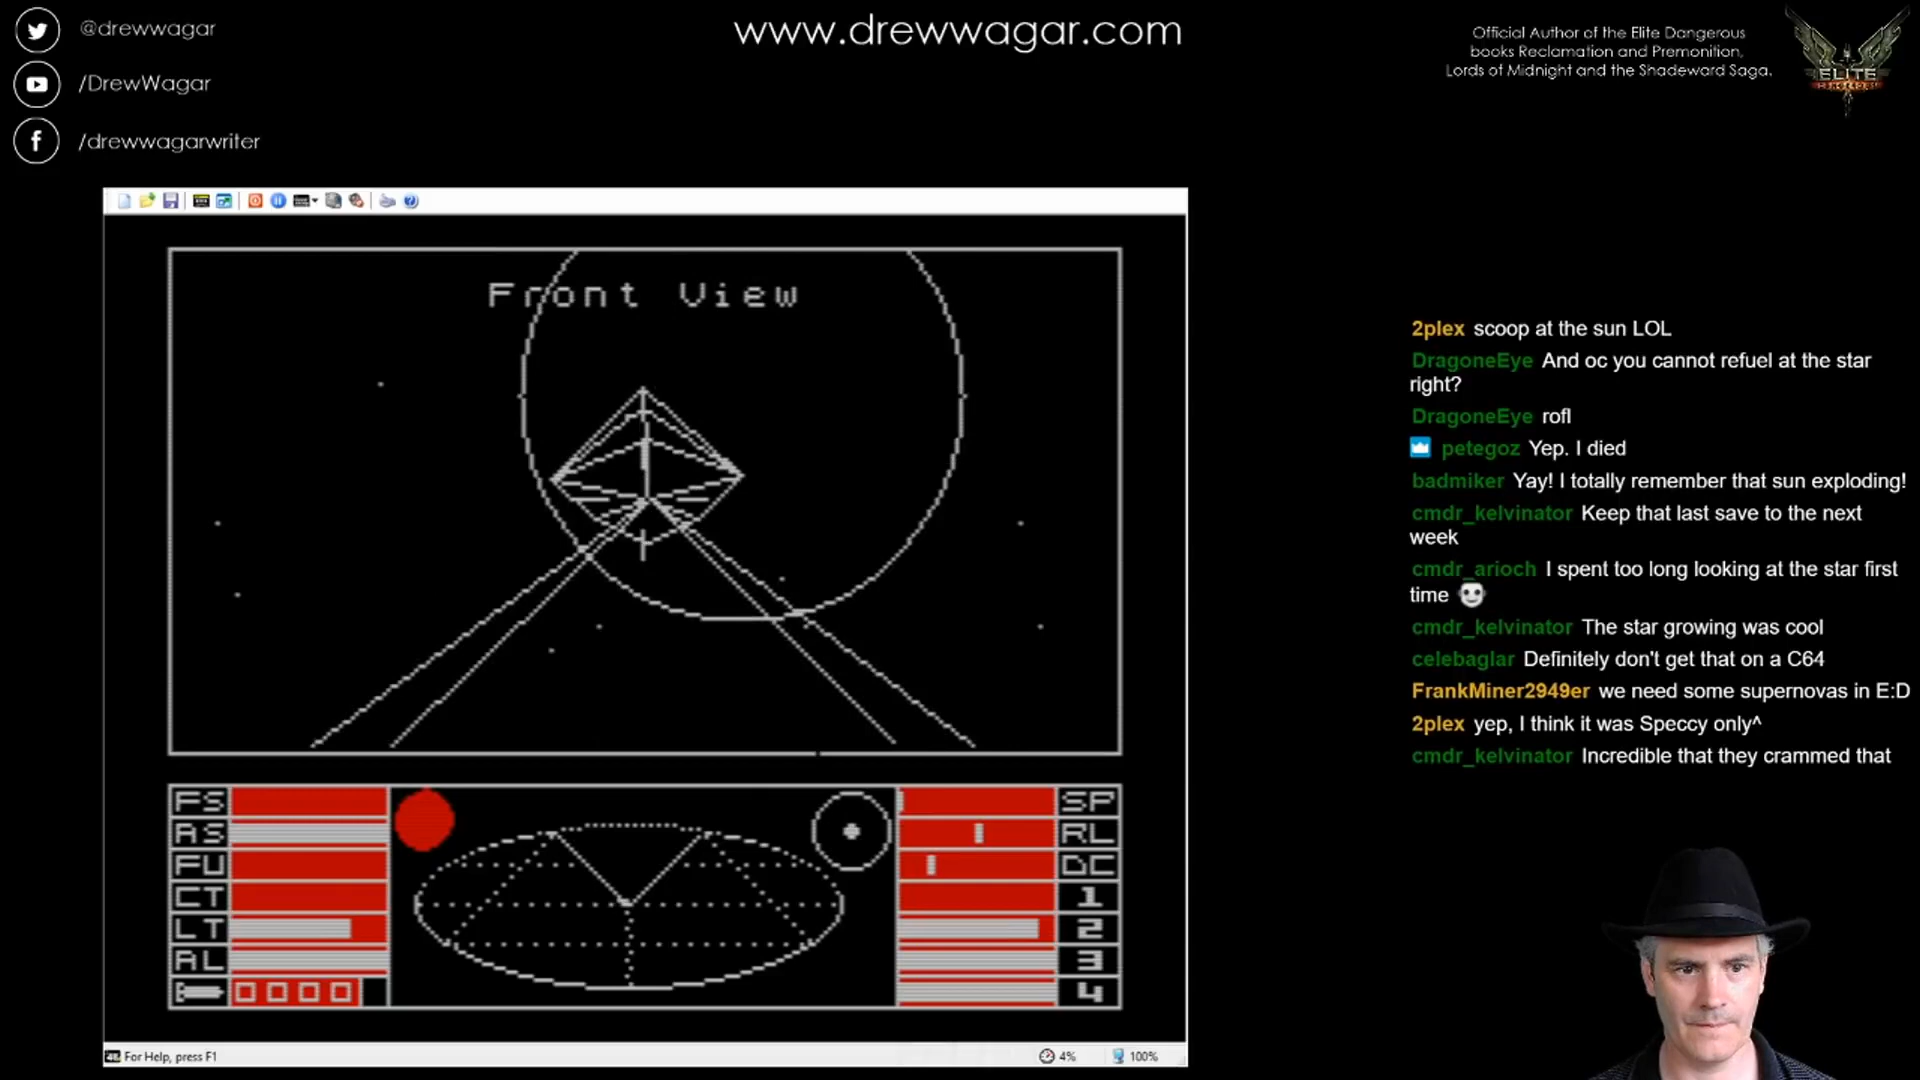 @drewwagar
/DrewWagar
/drewwagarwriter
www.drewwagar.com
Official Author of the Elite Dangerous
books Reclamation and Premonition,
Lords of Midnight and the Shadeward Saga.
ELITE
DANGEROUS
Front View
FS
AS
FU
CT
LT
AL
SP
RL
DC
1
2
3
4
For Help, press F1
4%
100%
2plex scoop at the sun LOL
DragoneEye And oc you cannot refuel at the star
right?
DragoneEye rofl
petegoz Yep. I died
badmiker Yay! I totally remember that sun exploding!
cmdr_kelvinator Keep that last save to the next
week
cmdr_arioch I spent too long looking at the star first
time
cmdr_kelvinator The star growing was cool
celebaglar Definitely don't get that on a C64
FrankMiner2949er we need some supernovas in E:D
2plex yep, I think it was Speccy only^
cmdr_kelvinator Incredible that they crammed that